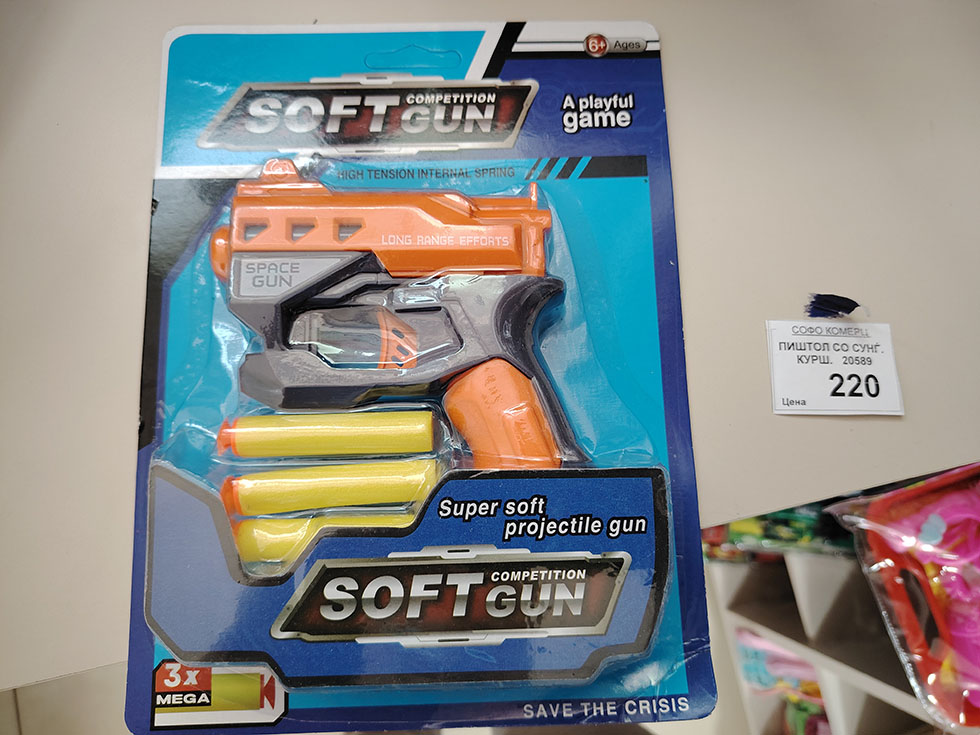 6+ Ages
SOFT COMPETITION GUN
A playful
game
HIGH TENSION INTERNAL SPRING
LONG RANGE EFFORTS
SPACE
GUN
СОФО КОМЕРЦ
ПИШТОЛ СО СУНЃ.
КУРШ. 20589
220
Цена
Super soft
projectile gun
SOFT COMPETITION GUN
3x
MEGA
SAVE THE CRISIS